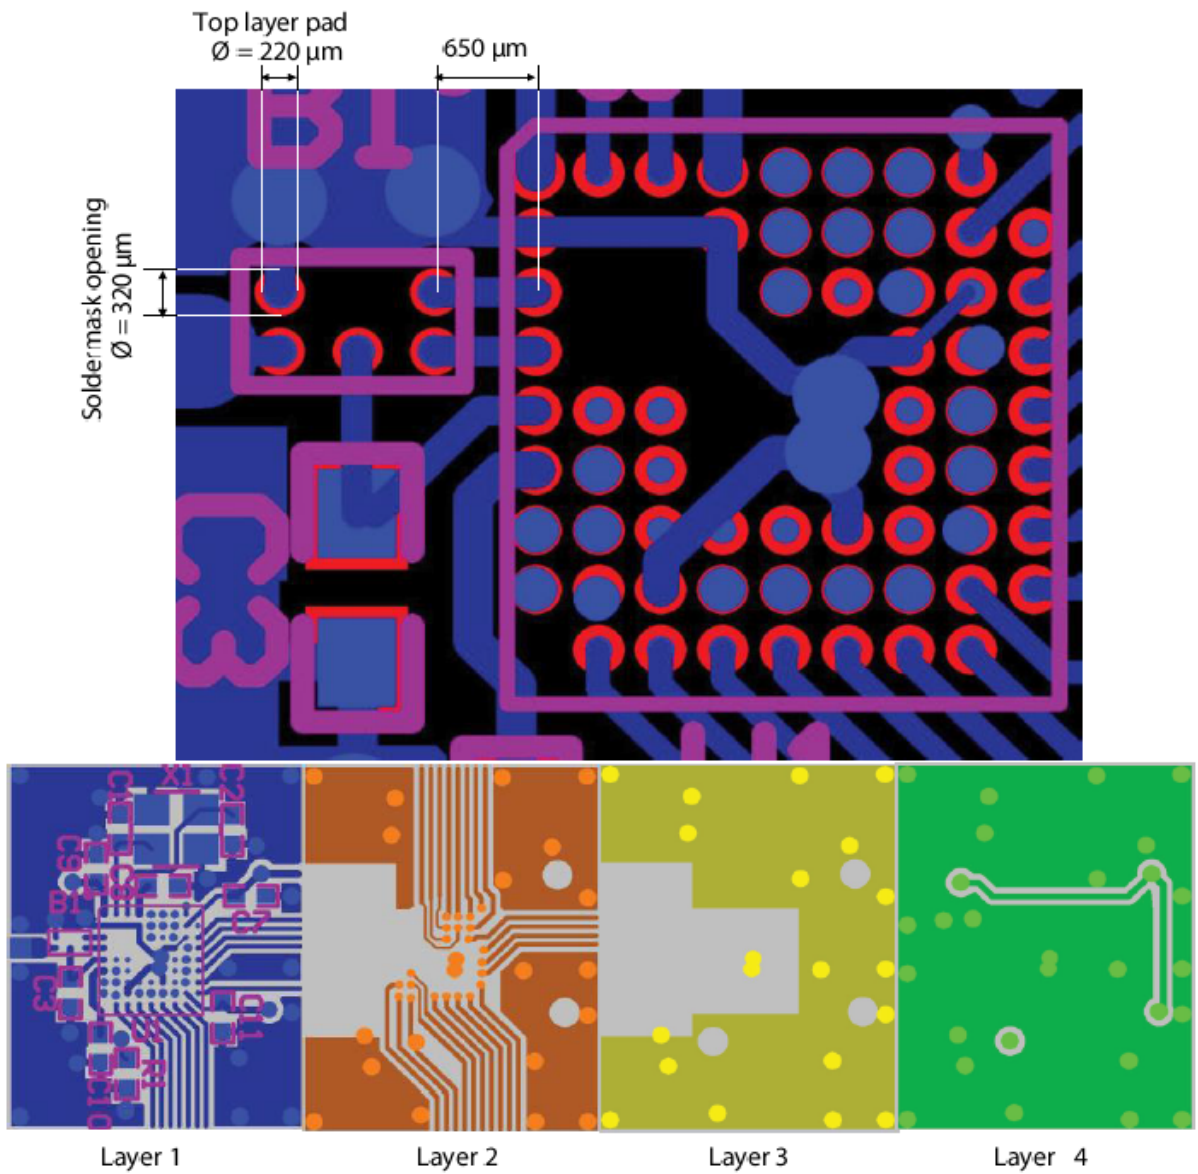 Top layer pad
Ø = 220 µm
650 µm
Soldermask opening
Ø = 320 µm
B1
C3
X1
C2
C9
C8
B1
C7
C3
C11
R1
C10
Layer 1
Layer 2
Layer 3
Layer 4